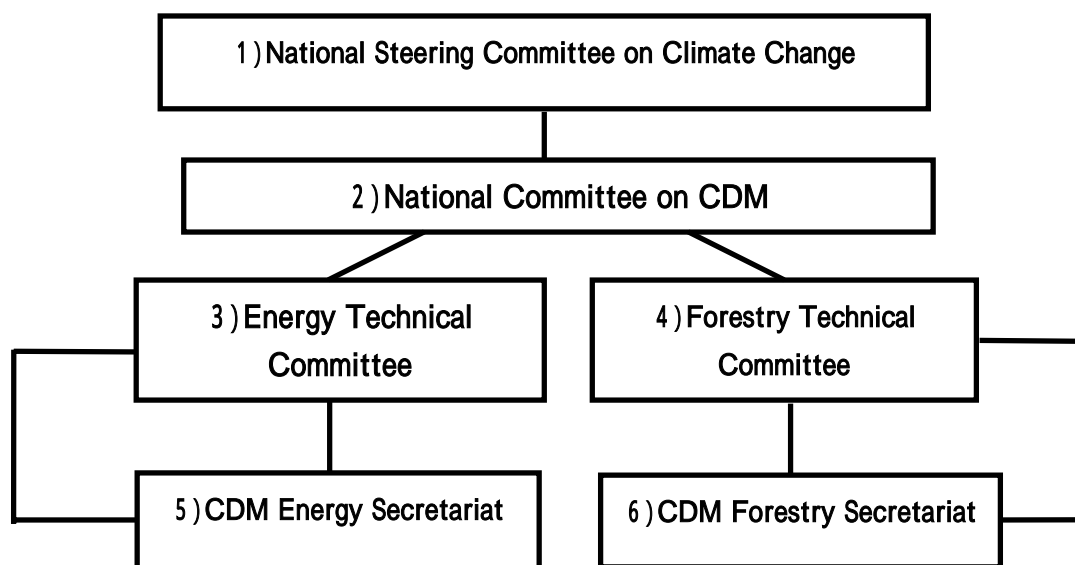 1)National Steering Committee on Climate Change
2)National Committee on CDM
3)Energy Technical
Committee
4)Forestry Technical
Committee
5)CDM Energy Secretariat
6)CDM Forestry Secretariat